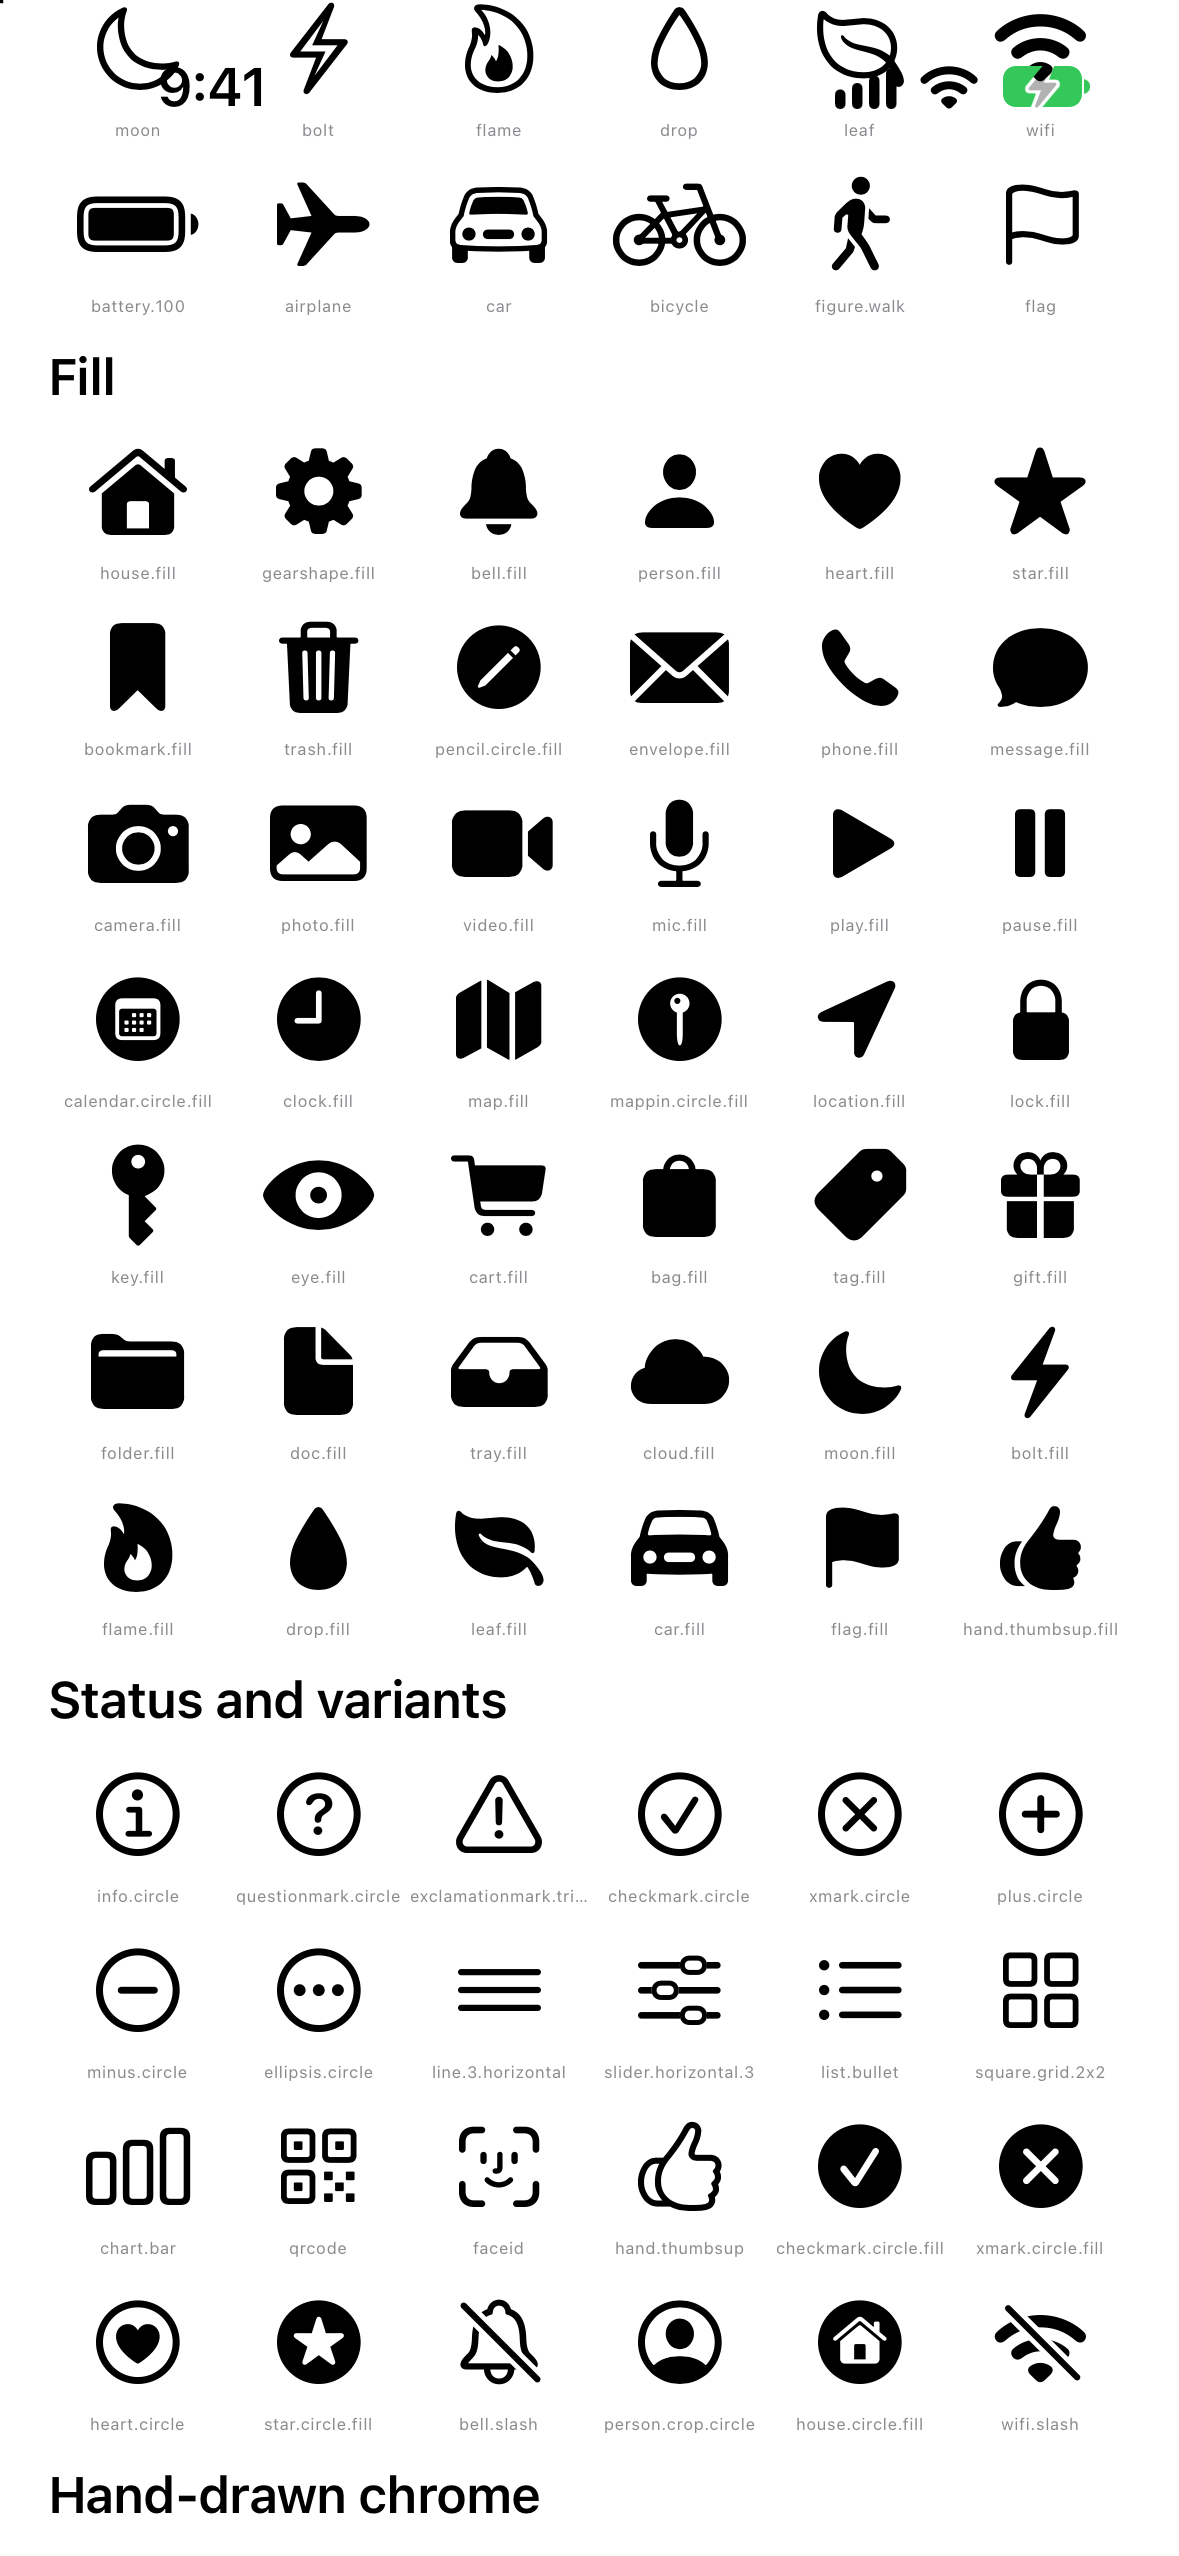 9:41
moon bolt flame drop leaf wifi
battery.100 airplane car bicycle figure.walk flag
Fill
house.fill gearshape.fill bell.fill person.fill heart.fill star.fill
bookmark.fill trash.fill pencil.circle.fill envelope.fill phone.fill message.fill
camera.fill photo.fill video.fill mic.fill play.fill pause.fill
calendar.circle.fill clock.fill map.fill mappin.circle.fill location.fill lock.fill
key.fill eye.fill cart.fill bag.fill tag.fill gift.fill
folder.fill doc.fill tray.fill cloud.fill moon.fill bolt.fill
flame.fill drop.fill leaf.fill car.fill flag.fill hand.thumbsup.fill
Status and variants
info.circle questionmark.circle exclamationmark.tri... checkmark.circle xmark.circle plus.circle
minus.circle ellipsis.circle line.3.horizontal slider.horizontal.3 list.bullet square.grid.2x2
chart.bar qrcode faceid hand.thumbsup checkmark.circle.fill xmark.circle.fill
heart.circle star.circle.fill bell.slash person.crop.circle house.circle.fill wifi.slash
Hand-drawn chrome